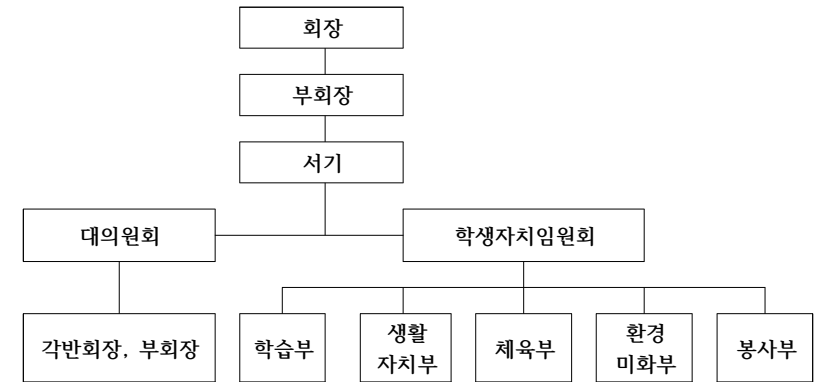 회장
부회장
서기
대의원회
학생자치임원회
각반회장, 부회장
학습부
생활
자치부
체육부
환경
미화부
봉사부